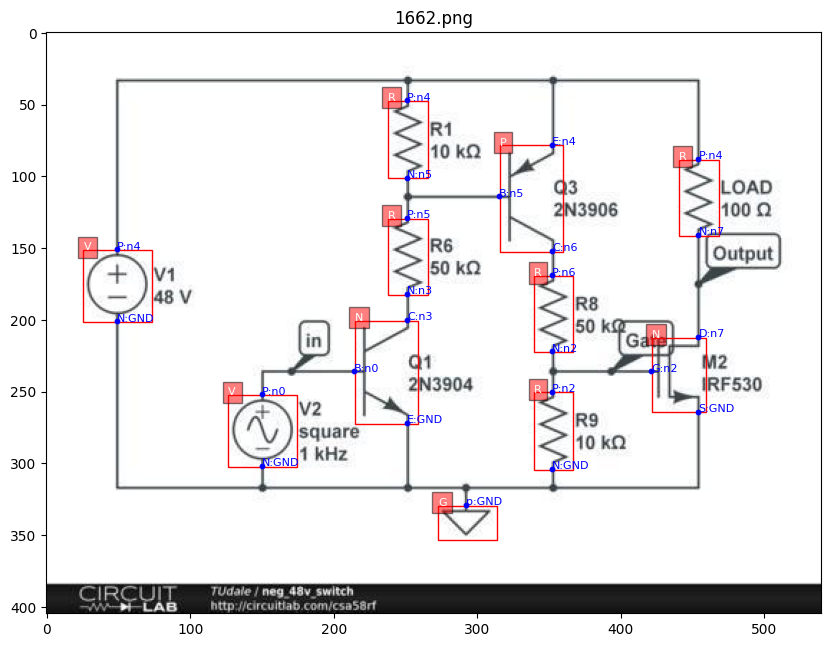 1662.png
0
50
100
150
200
250
300
350
400
0
100
200
300
400
500
R
P:n4
R1
10 kΩ
N:n5
P
E:n4
B:n5
Q3
2N3906
C:n6
R
P:n4
LOAD
100 Ω
N:n7
Output
R
P:n5
R6
50 kΩ
N:n3
V
P:n4
V1
48 V
N:GND
R
P:n6
R8
50 kΩ
N:n2
in
N
C:n3
B:n0
Q1
2N3904
E:GND
Gate
N
D:n7
G:n2
M2
IRF530
S:GND
V
P:n0
V2
square
1 kHz
N:GND
R
P:n2
R9
10 kΩ
N:GND
G
p:GND
CIRCUIT
LAB
TUdale / neg_48v_switch
http://circuitlab.com/csa58rf